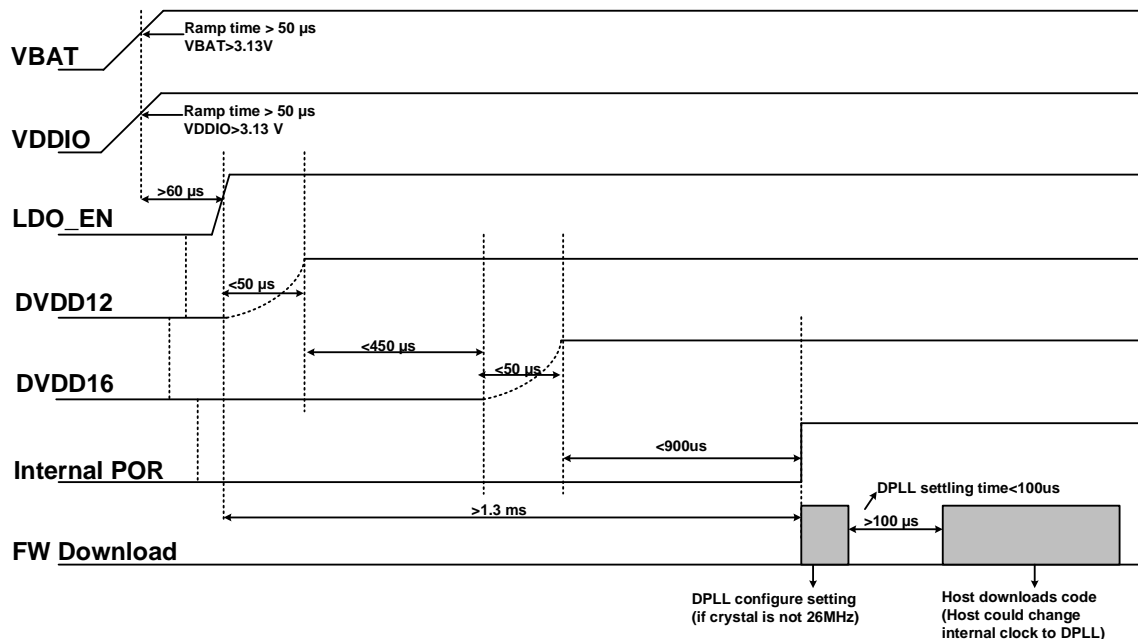 Ramp time > 50 µs
VBAT>3.13V
VBAT
Ramp time > 50 µs
VDDIO>3.13 V
VDDIO
>60 µs
LDO_EN
<50 µs
DVDD12
<450 µs
<50 µs
DVDD16
<900us
Internal POR
DPLL settling time<100us
>1.3 ms
>100 µs
FW Download
DPLL configure setting
(if crystal is not 26MHz)
Host downloads code
(Host could change
internal clock to DPLL)